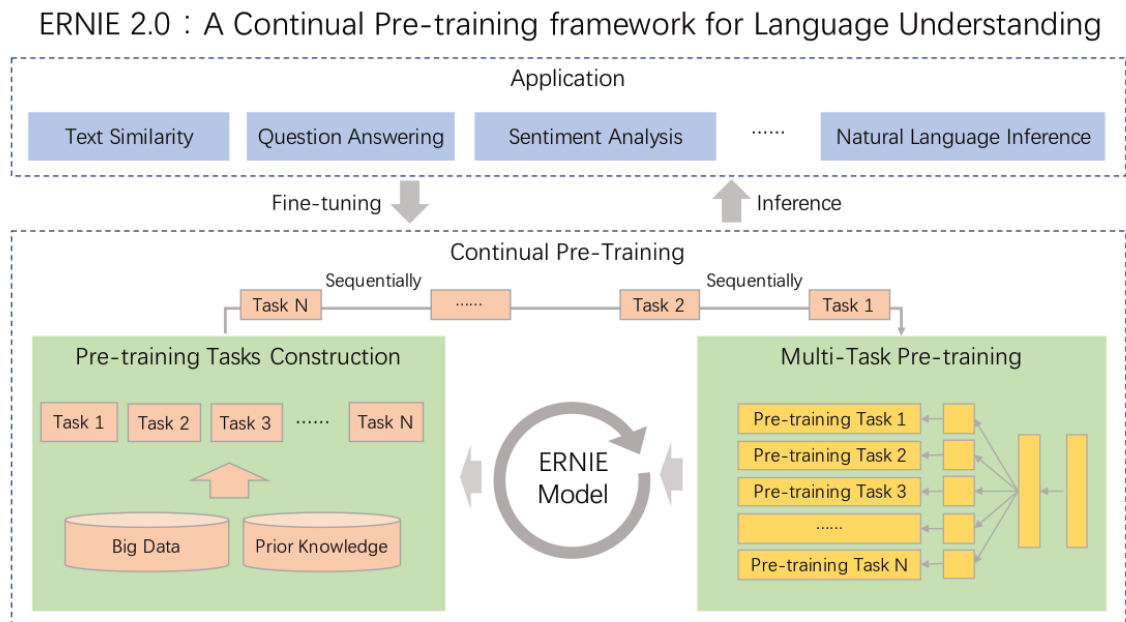 ERNIE 2.0：A Continual Pre-training framework for Language Understanding
Application
Text Similarity
Question Answering
Sentiment Analysis
······
Natural Language Inference
Fine-tuning
Inference
Continual Pre-Training
Sequentially
Sequentially
Task N
······
Task 2
Task 1
Pre-training Tasks Construction
Task 1
Task 2
Task 3
······
Task N
Big Data
Prior Knowledge
ERNIE
Model
Multi-Task Pre-training
Pre-training Task 1
Pre-training Task 2
Pre-training Task 3
······
Pre-training Task N